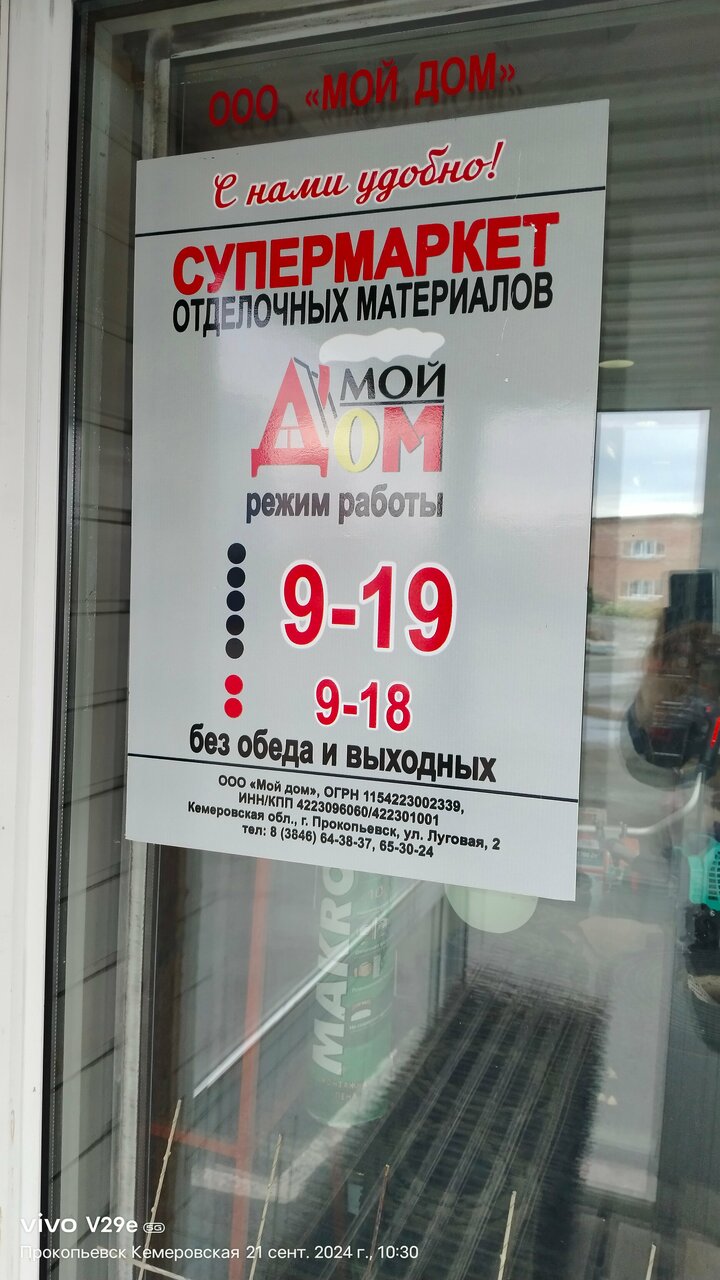 ООО «МОЙ ДОМ»
С нами удобно!
СУПЕРМАРКЕТ
ОТДЕЛОЧНЫХ МАТЕРИАЛОВ
МОЙ
ДОМ
режим работы
9-19
9-18
без обеда и выходных
ООО «Мой дом», ОГРН 1154223002339,
ИНН/КПП 4223096060/422301001
Кемеровская обл., г. Прокопьевск, ул. Луговая, 2
тел: 8 (3846) 64-38-37, 65-30-24
MAKRO
vivo V29e 5G
Прокопьевск Кемеровская 21 сент. 2024 г., 10:30